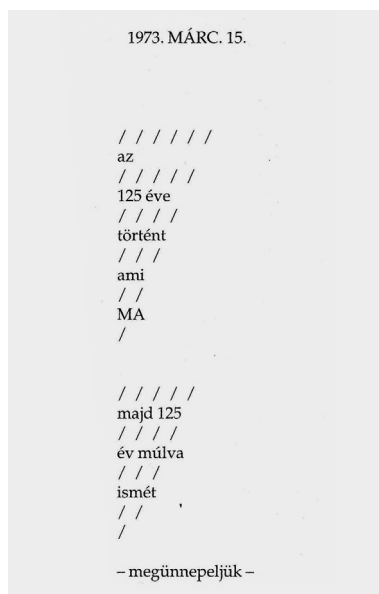 1973. MÁRC. 15.
/ / / / / /
az
/ / / / /
125 éve
/ / / /
történt
/ / /
ami
/ /
MA
/
/ / / / /
majd 125
/ / / /
év múlva
/ / /
ismét
/ /
/
– megünnepeljük –